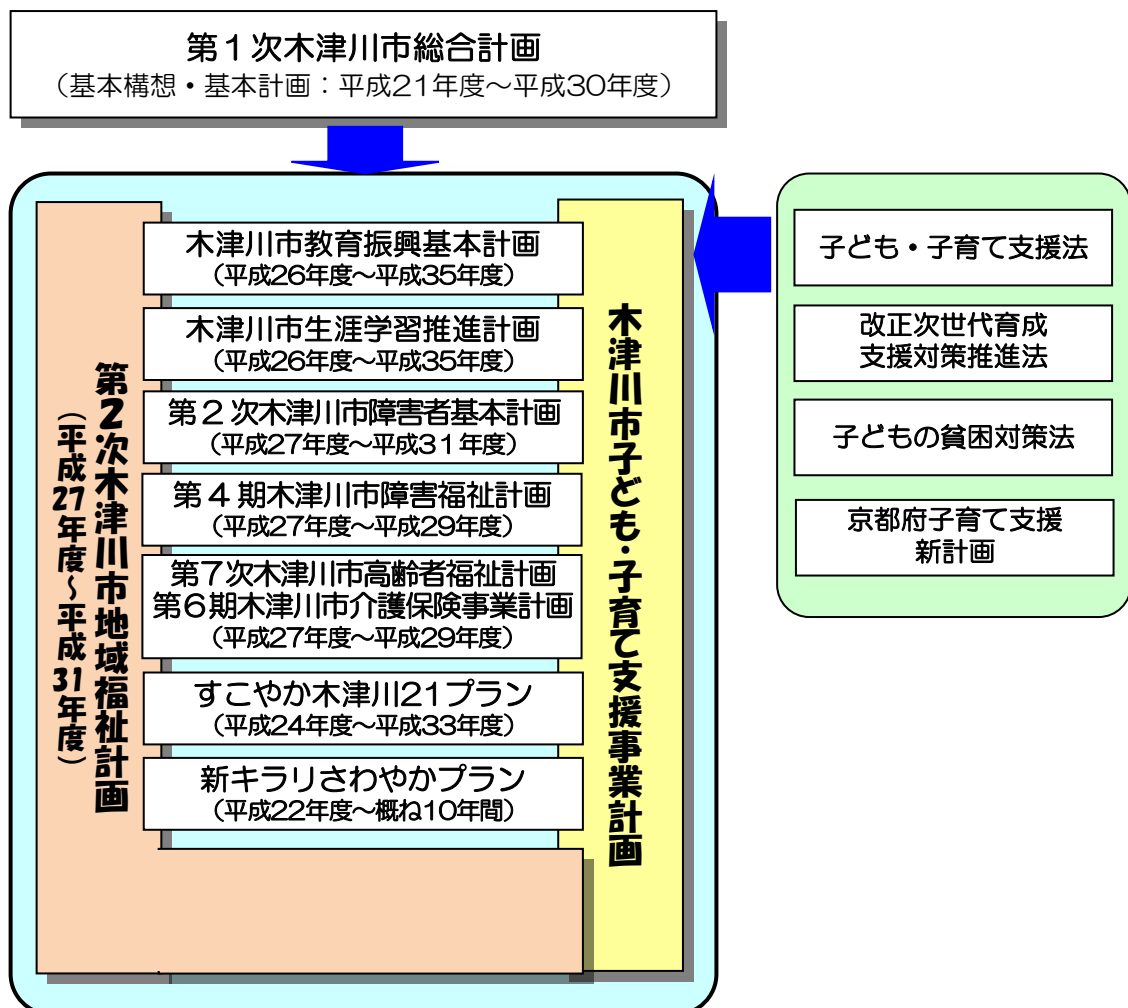 第1次木津川市総合計画
（基本構想・基本計画：平成21年度～平成30年度）
木津川市教育振興基本計画
（平成26年度～平成35年度）
木津川市生涯学習推進計画
（平成26年度～平成35年度）
第2次木津川市障害者基本計画
（平成27年度～平成31年度）
第4期木津川市障害福祉計画
（平成27年度～平成29年度）
第7次木津川市高齢者福祉計画
第6期木津川市介護保険事業計画
（平成27年度～平成29年度）
すこやか木津川21プラン
（平成24年度～平成33年度）
新キラリさわやかプラン
（平成22年度～概ね10年間）
第2次木津川市地域福祉計画
（平成27年度～平成31年度）
木津川市子ども・子育て支援事業計画
子ども・子育て支援法
改正次世代育成
支援対策推進法
子どもの貧困対策法
京都府子育て支援
新計画